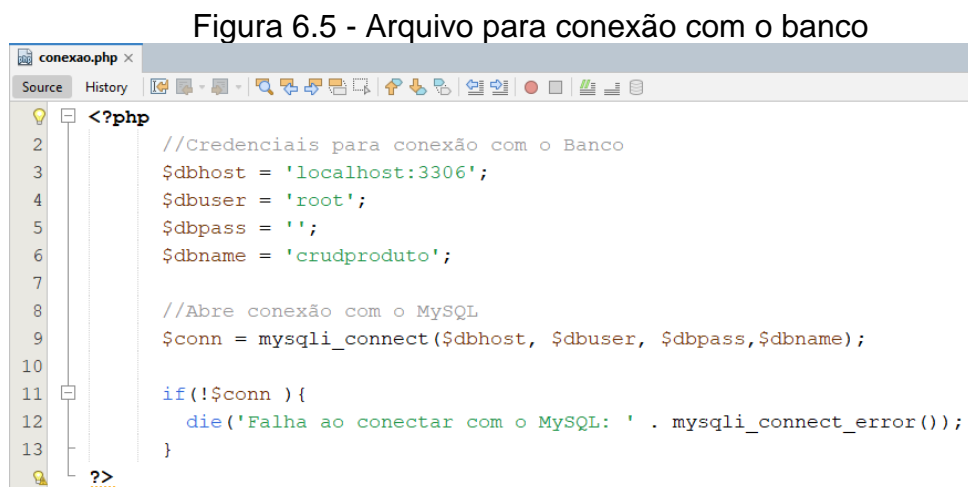 Figura 6.5 - Arquivo para conexão com o banco
conexao.php ×
Source History
<?php
2 //Credenciais para conexão com o Banco
3 $dbhost = 'localhost:3306';
4 $dbuser = 'root';
5 $dbpass = '';
6 $dbname = 'crudproduto';
7
8 //Abre conexão com o MySQL
9 $conn = mysqli_connect($dbhost, $dbuser, $dbpass,$dbname);
10
11 if(!$conn ){
12 die('Falha ao conectar com o MySQL: ' . mysqli_connect_error());
13 }
?>